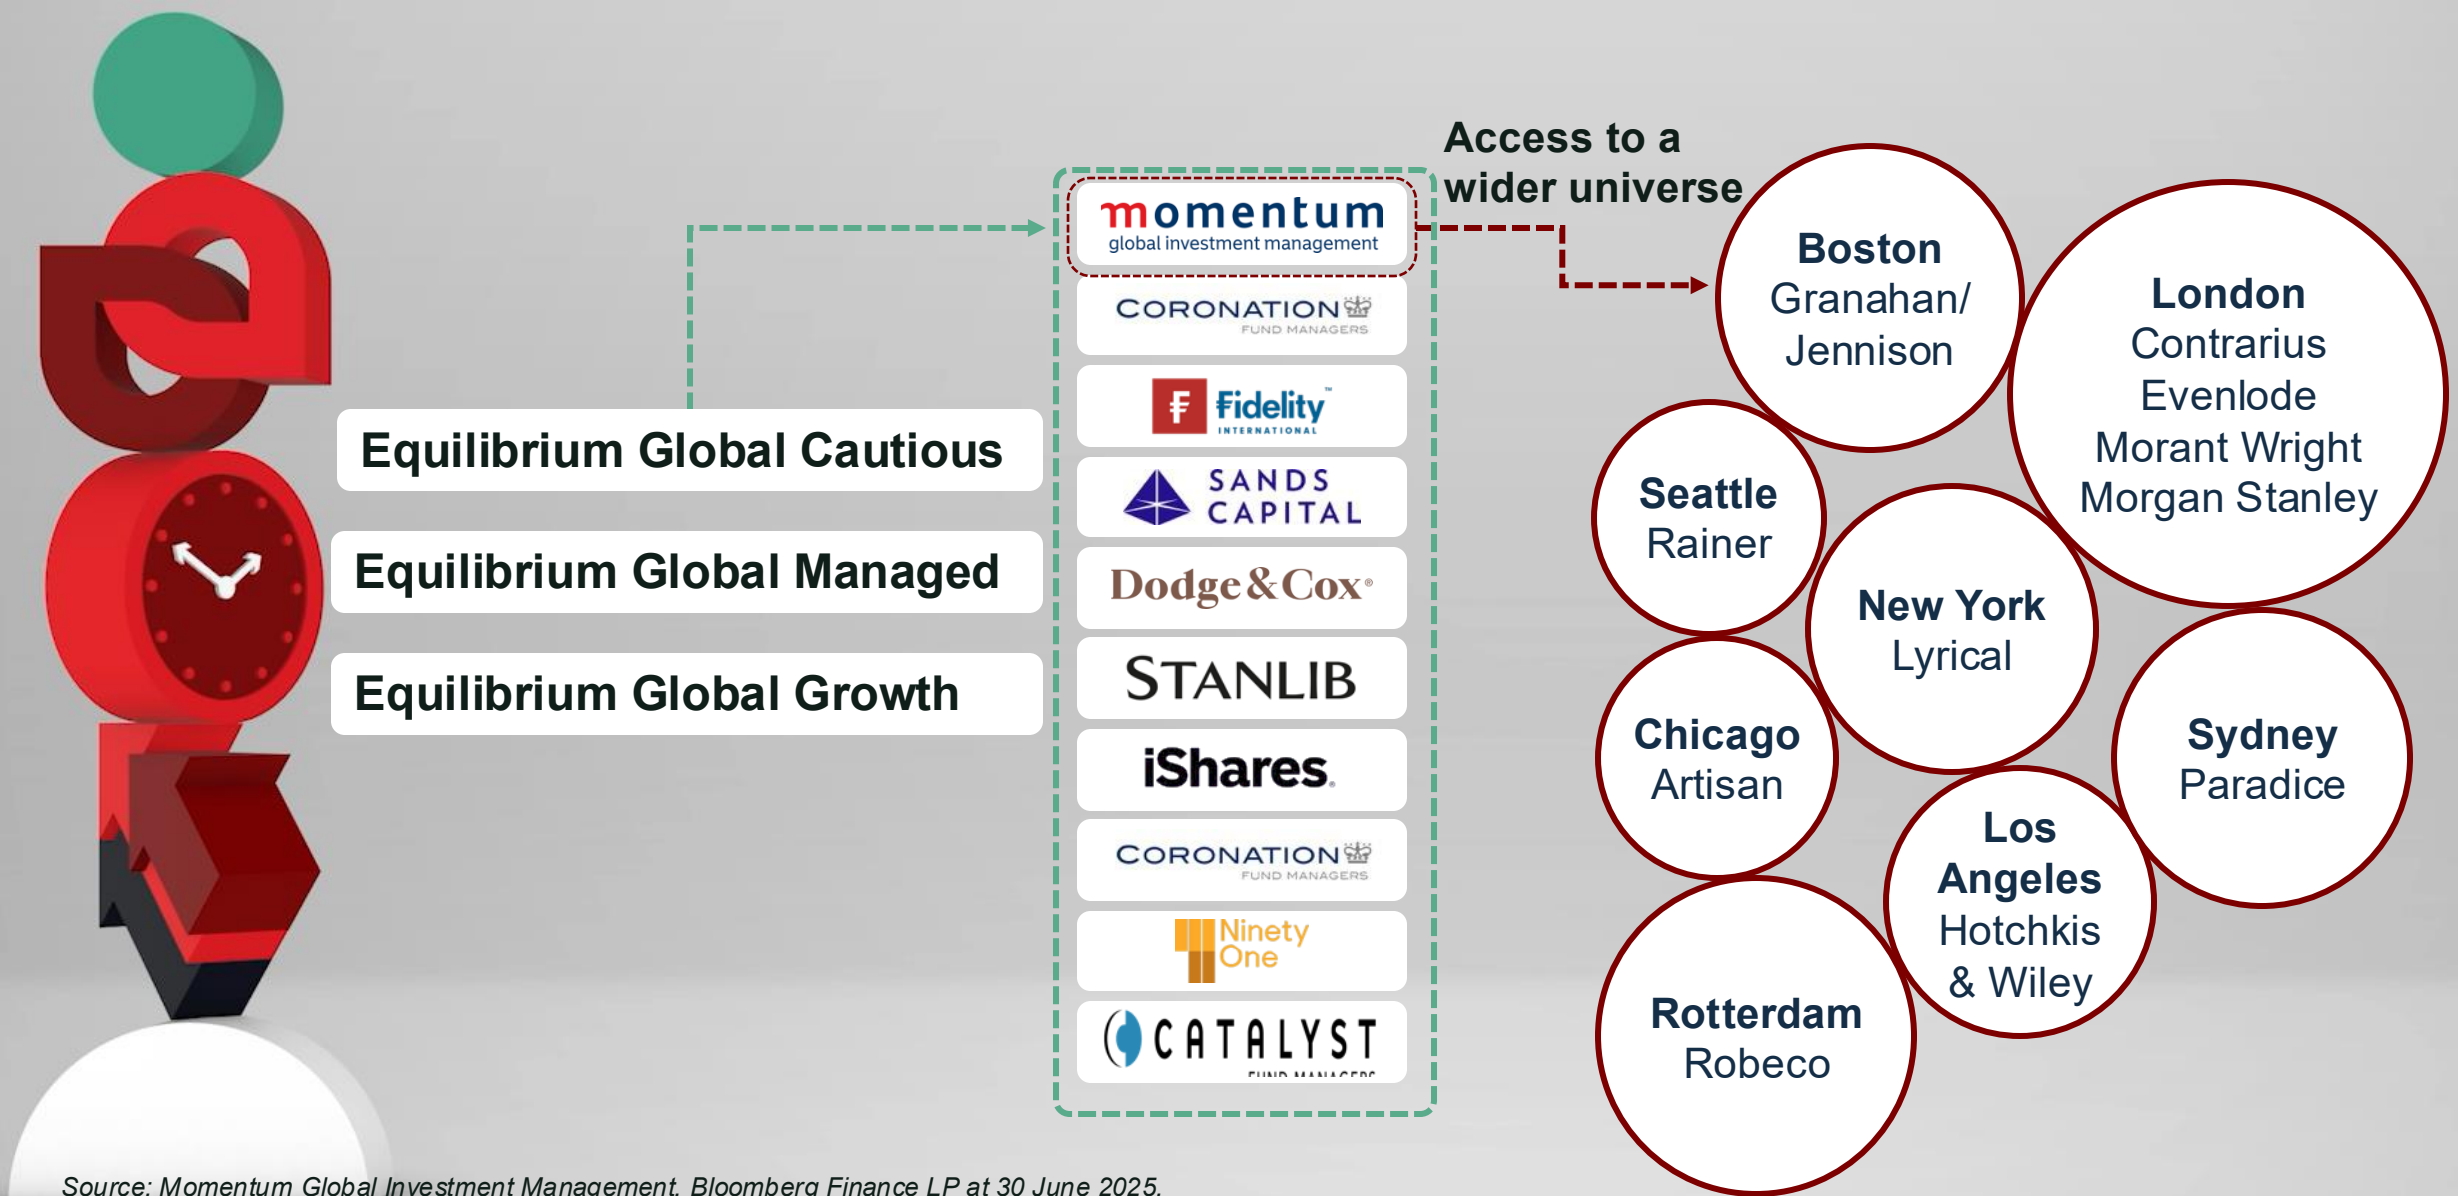 Access to a
wider universe
momentum
global investment management
CORONATION
FUND MANAGERS
Fidelity™
INTERNATIONAL
SANDS
CAPITAL
Dodge&Cox®
STANLIB
iShares®
CORONATION
FUND MANAGERS
Ninety
One
CATALYST
FUND MANAGERS
Equilibrium Global Cautious
Equilibrium Global Managed
Equilibrium Global Growth
Boston
Granahan/
Jennison
London
Contrarius
Evenlode
Morant Wright
Morgan Stanley
Seattle
Rainer
New York
Lyrical
Chicago
Artisan
Sydney
Paradice
Los
Angeles
Hotchkis
& Wiley
Rotterdam
Robeco
Source: Momentum Global Investment Management, Bloomberg Finance LP at 30 June 2025.